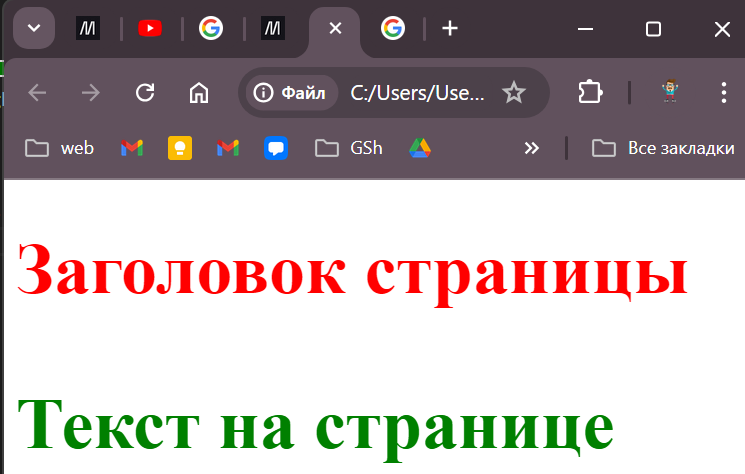 Файл C:/Users/Use...
web GSh Все закладки
Заголовок страницы
Текст на странице